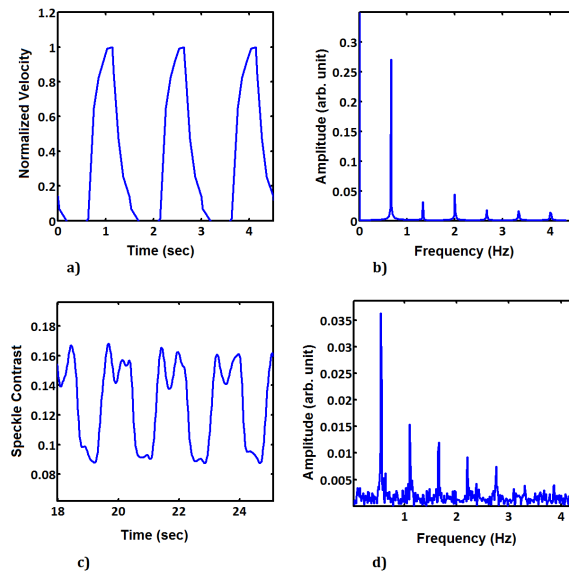 1.2
1
0.8
0.6
0.4
0.2
0
0 1 2 3 4
Normalized Velocity
Time (sec)
a)
0.3
0.25
0.2
0.15
0.1
0.05
0
0 1 2 3 4
Amplitude (arb. unit)
Frequency (Hz)
b)
0.18
0.16
0.14
0.12
0.1
0.08
18 20 22 24
Speckle Contrast
Time (sec)
c)
0.035
0.03
0.025
0.02
0.015
0.01
0.005
1 2 3 4
Amplitude (arb. unit)
Frequency (Hz)
d)